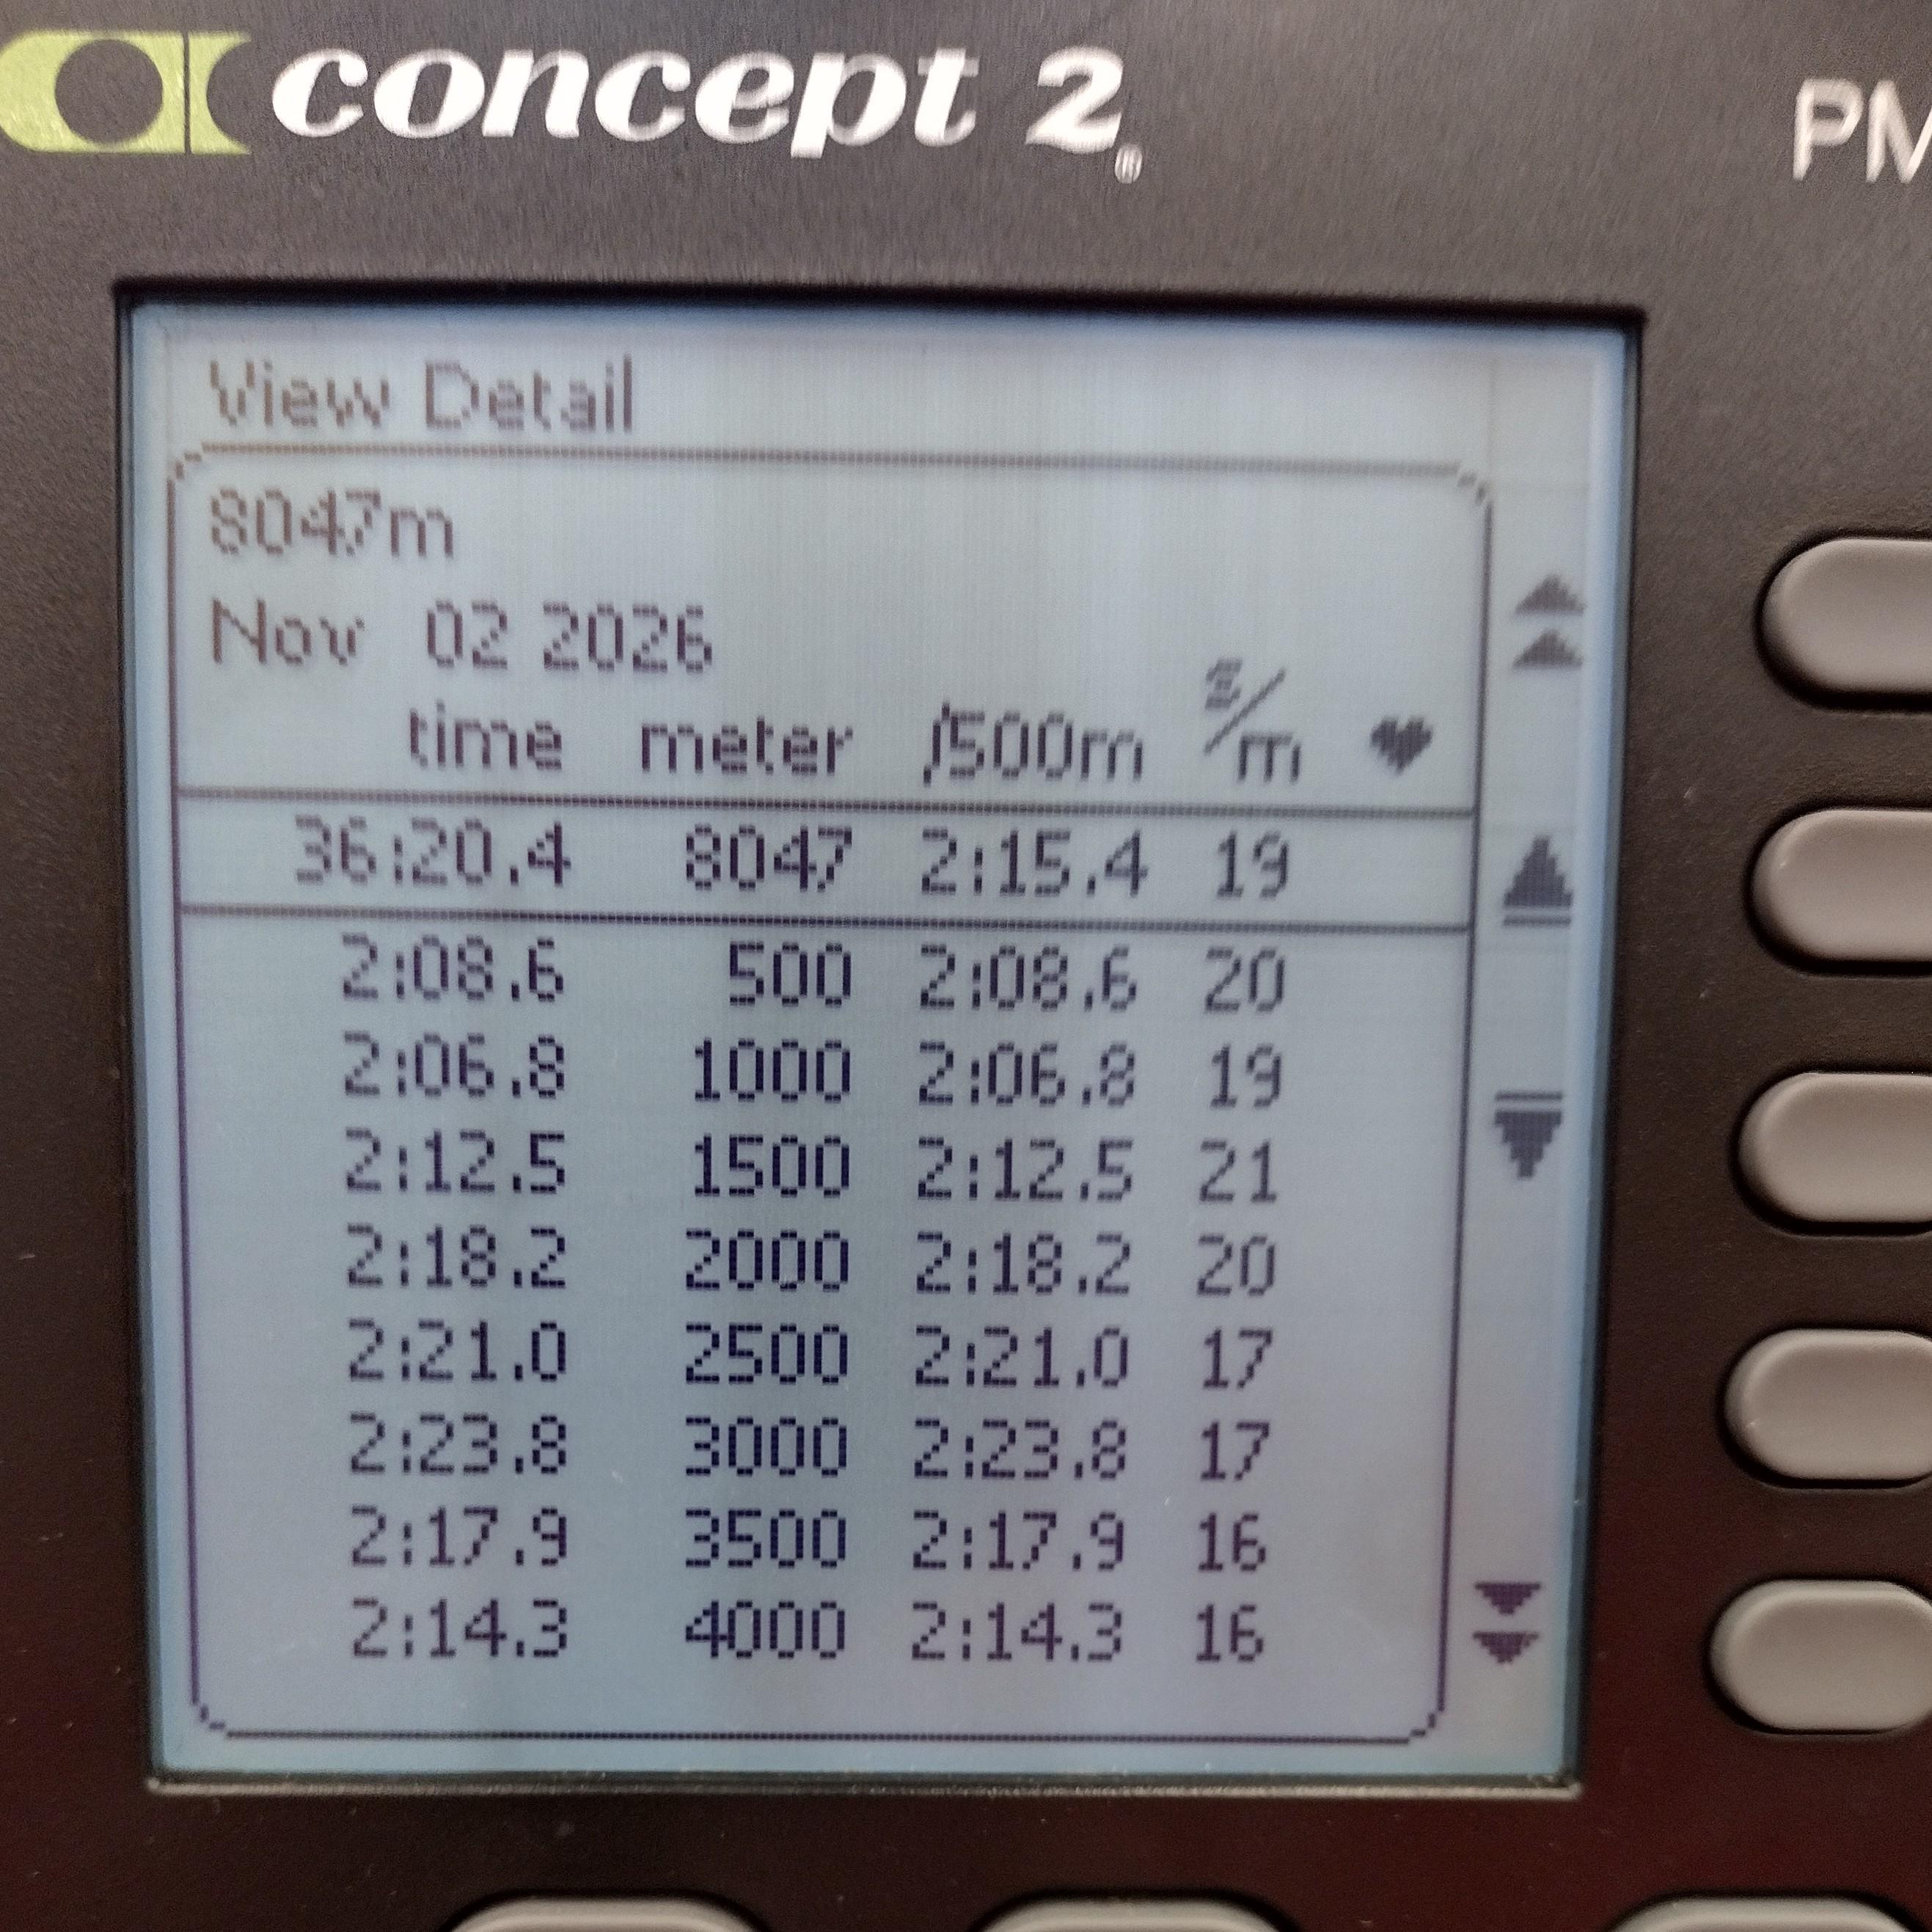 concept 2®
PM
View Detail
8047m
Nov 02 2026
time meter /500m s/m ♥
36:20.4 8047 2:15.4 19
2:08.6 500 2:08.6 20
2:06.8 1000 2:06.8 19
2:12.5 1500 2:12.5 21
2:18.2 2000 2:18.2 20
2:21.0 2500 2:21.0 17
2:23.8 3000 2:23.8 17
2:17.9 3500 2:17.9 16
2:14.3 4000 2:14.3 16